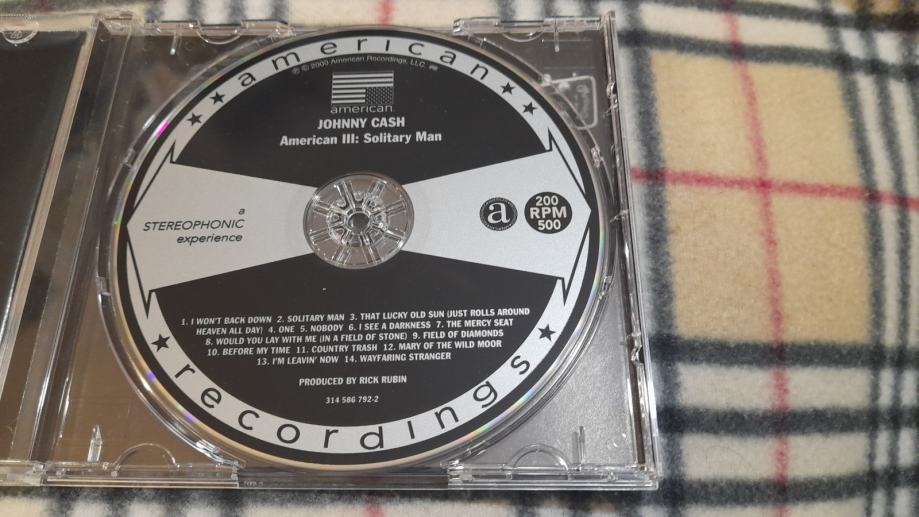 american
℗ © 2000 American Recordings, LLC.
american
JOHNNY CASH
American III: Solitary Man
a
STEREOPHONIC
experience
a
200
RPM
500
1. I WON'T BACK DOWN 2. SOLITARY MAN 3. THAT LUCKY OLD SUN (JUST ROLLS AROUND
HEAVEN ALL DAY) 4. ONE 5. NOBODY 6. I SEE A DARKNESS 7. THE MERCY SEAT
8. WOULD YOU LAY WITH ME (IN A FIELD OF STONE) 9. FIELD OF DIAMONDS
10. BEFORE MY TIME 11. COUNTRY TRASH 12. MARY OF THE WILD MOOR
13. I'M LEAVIN' NOW 14. WAYFARING STRANGER
PRODUCED BY RICK RUBIN
314 586 792-2
recordings